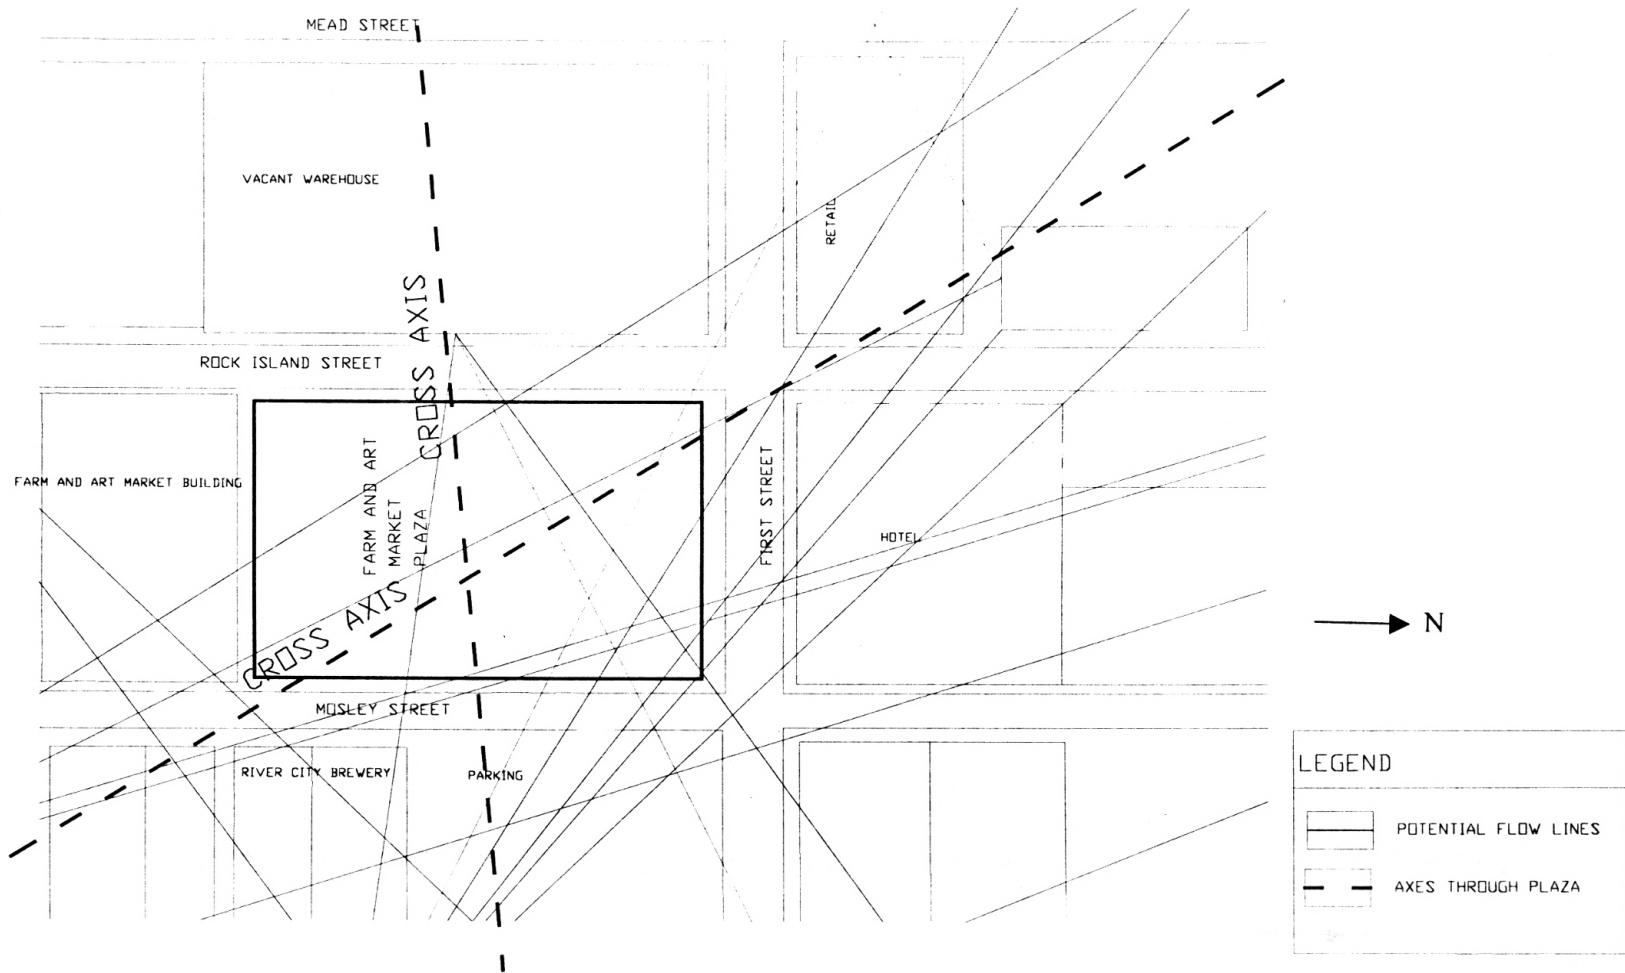 MEAD STREET
VACANT WAREHOUSE
RETAIL
CROSS AXIS
ROCK ISLAND STREET
FARM AND ART MARKET BUILDING
FARM AND ART
MARKET
PLAZA
FIRST STREET
HOTEL
CROSS AXIS
N
MOSLEY STREET
RIVER CITY BREWERY
PARKING
LEGEND
POTENTIAL FLOW LINES
AXES THROUGH PLAZA